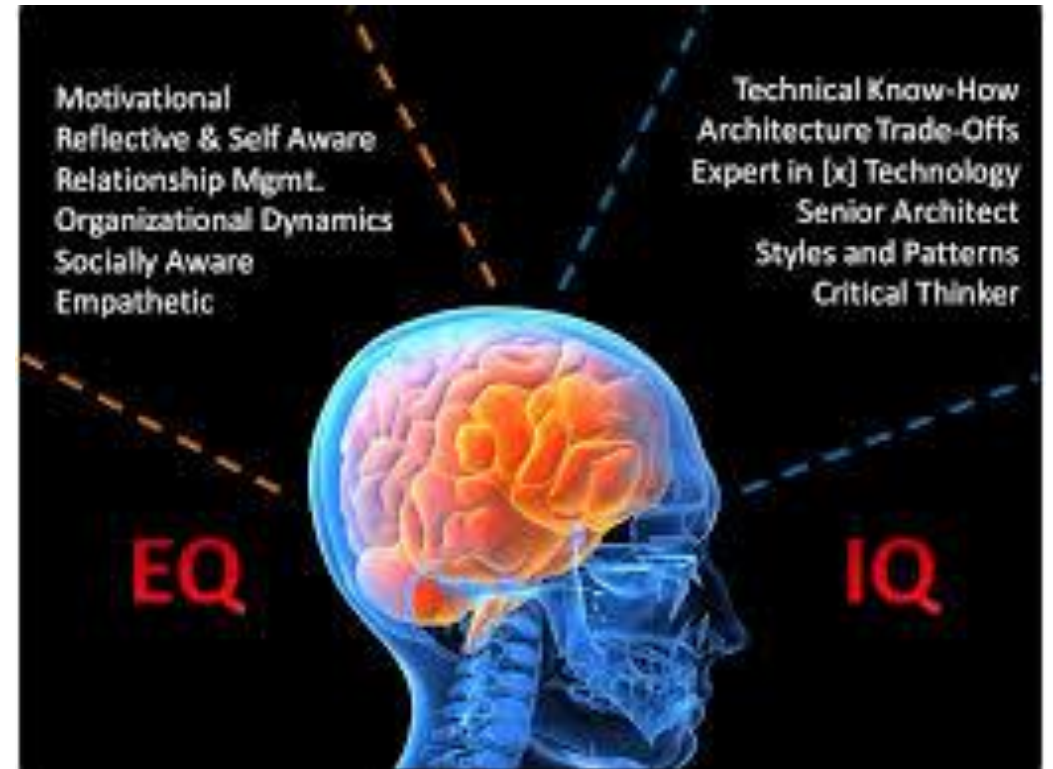 Motivational
Reflective & Self Aware
Relationship Mgmt.
Organizational Dynamics
Socially Aware
Empathetic
Technical Know-How
Architecture Trade-Offs
Expert in [x] Technology
Senior Architect
Styles and Patterns
Critical Thinker
EQ
IQ